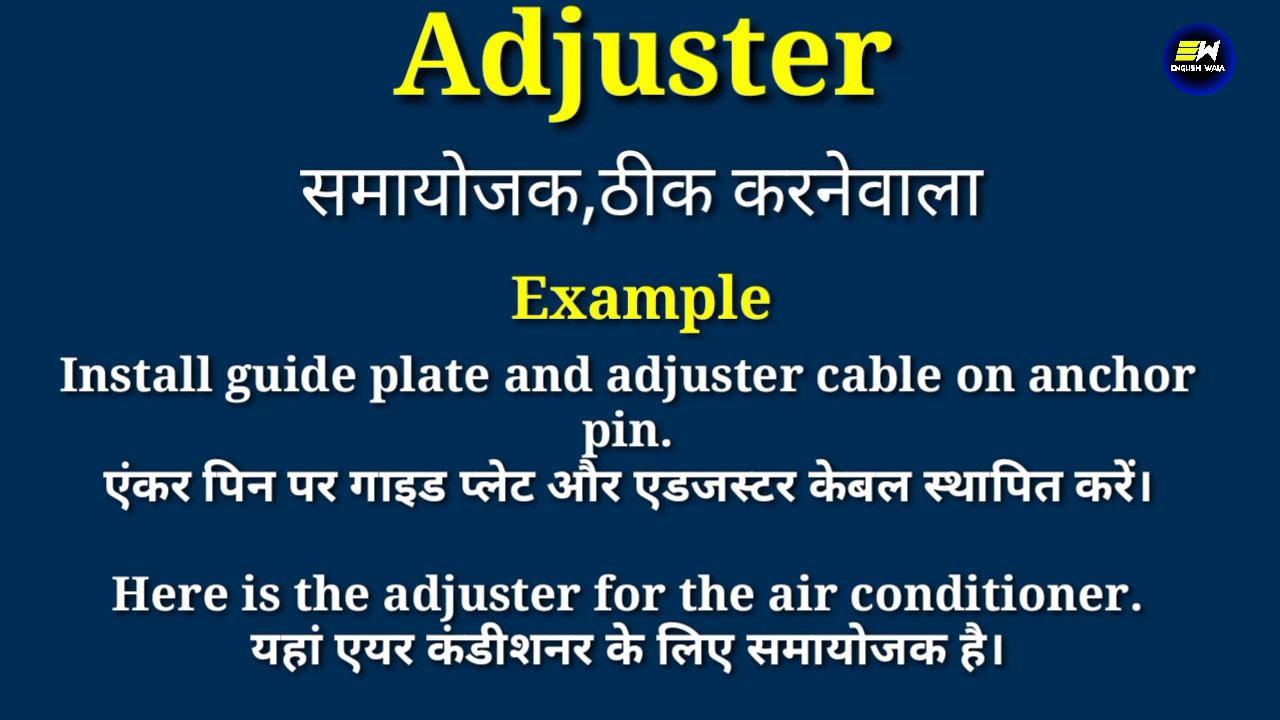 Adjuster
EW
ENGLISH WALA
समायोजक,ठीक करनेवाला
Example
Install guide plate and adjuster cable on anchor
pin.
एंकर पिन पर गाइड प्लेट और एडजस्टर केबल स्थापित करें।
Here is the adjuster for the air conditioner.
यहां एयर कंडीशनर के लिए समायोजक है।